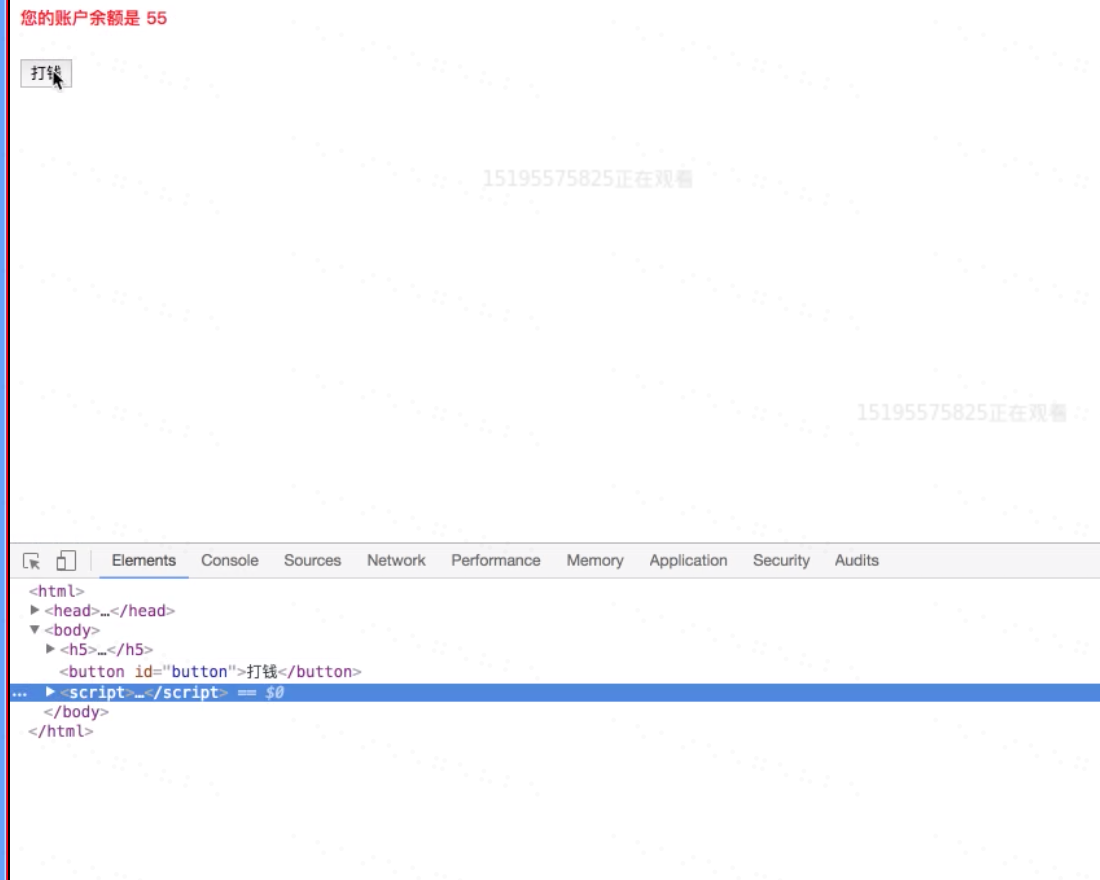 您的账户余额是 55
打钱
15195575825正在观看
15195575825正在观看
Elements Console Sources Network Performance Memory Application Security Audits
<html>
▶<head>…</head>
▼<body>
▶<h5>…</h5>
<button id="button">打钱</button>
… ▶<script>…</script> == $0
</body>
</html>